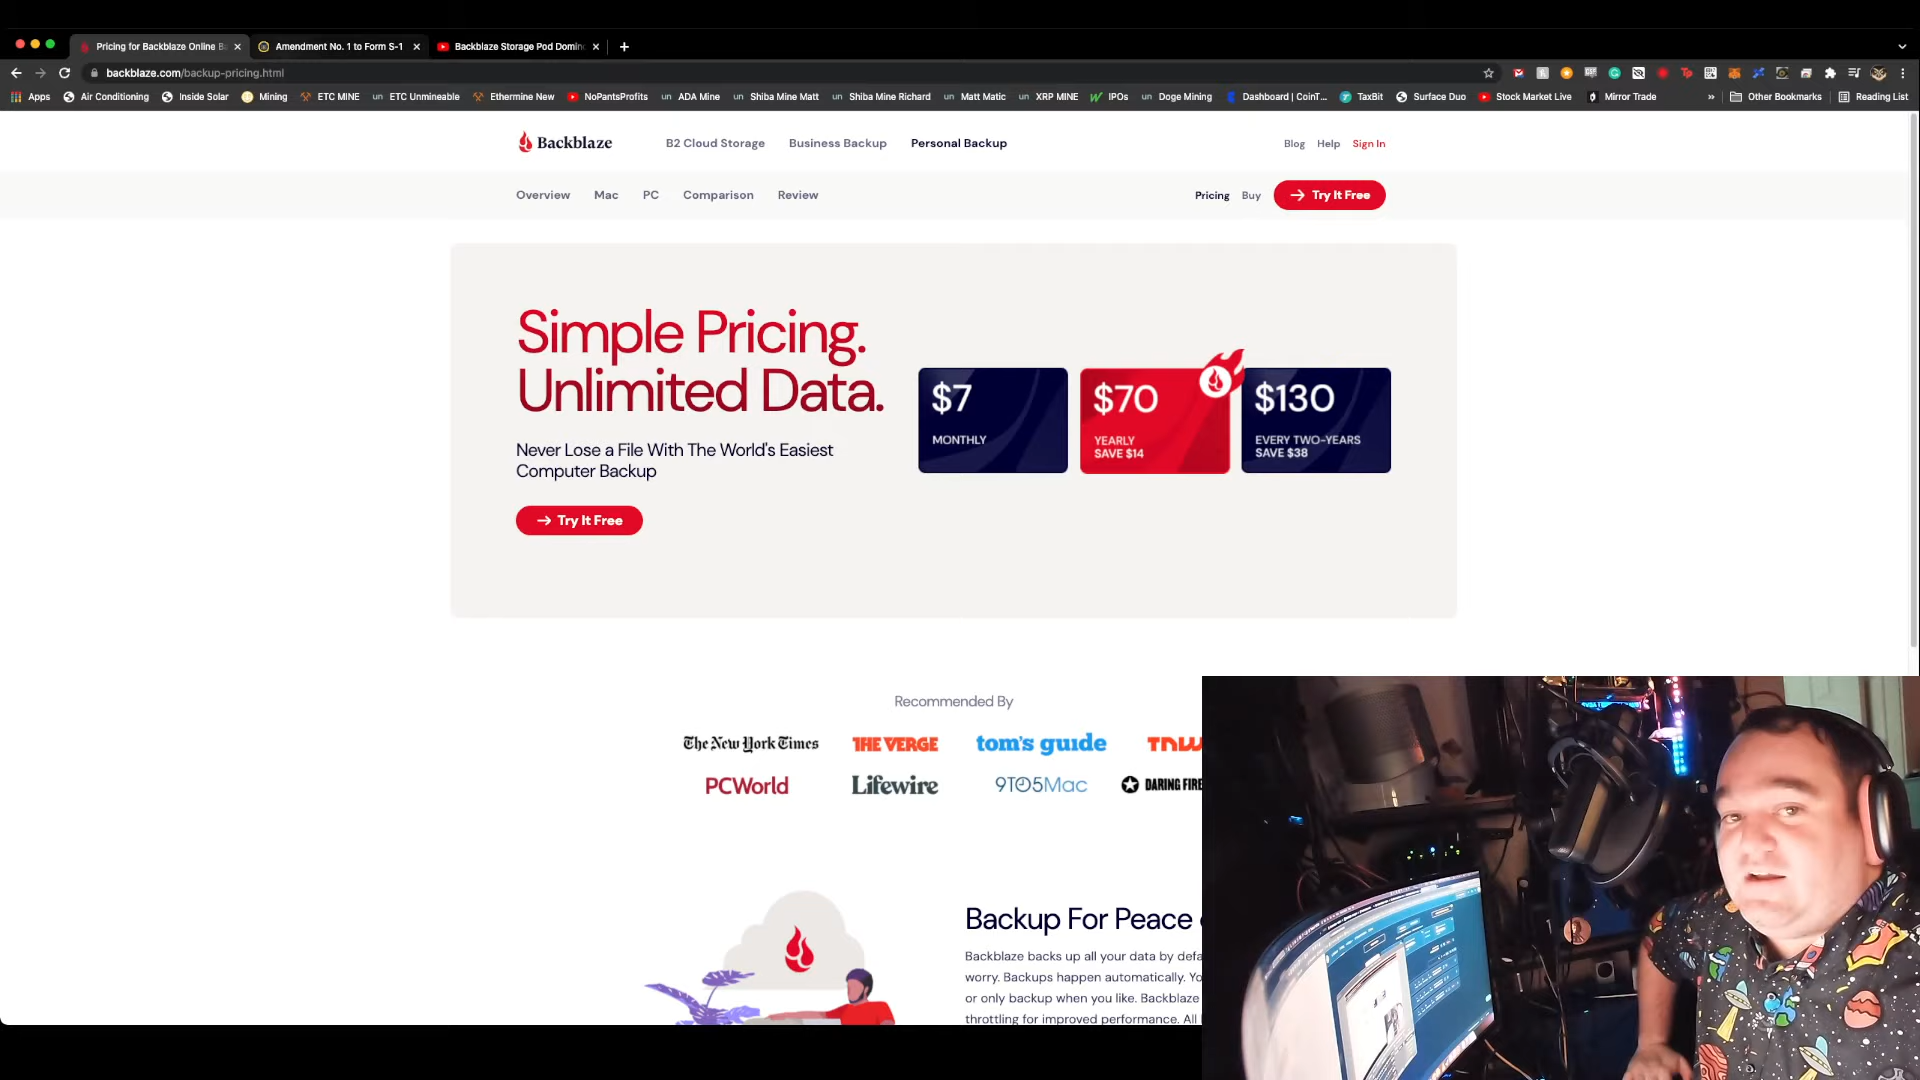 Pricing for Backblaze Online Ba
Amendment No. 1 to Form S-1
Backblaze Storage Pod Domin
backblaze.com/backup-pricing.html
Apps
Air Conditioning
Inside Solar
Mining
ETC MINE
ETC Unmineable
Ethermine New
NoPantsProfits
ADA Mine
Shiba Mine Matt
Shiba Mine Richard
Matt Matic
XRP MINE
IPOs
Doge Mining
Dashboard | CoinT...
TaxBit
Surface Duo
Stock Market Live
Mirror Trade
»
Other Bookmarks
Reading List
Backblaze
B2 Cloud Storage
Business Backup
Personal Backup
Blog
Help
Sign In
Overview
Mac
PC
Comparison
Review
Pricing
Buy
Try It Free
Simple Pricing.
Unlimited Data.
Never Lose a File With The World's Easiest
Computer Backup
Try It Free
$7
MONTHLY
$70
YEARLY
SAVE $14
$130
EVERY TWO-YEARS
SAVE $38
Recommended By
The New York Times
THE VERGE
tom's guide
TNW
PCWorld
Lifewire
9TO5Mac
DARING FIRE
Backup For Peace
Backblaze backs up all your data by defa
worry. Backups happen automatically. Yo
or only backup when you like. Backblaze
throttling for improved performance. All